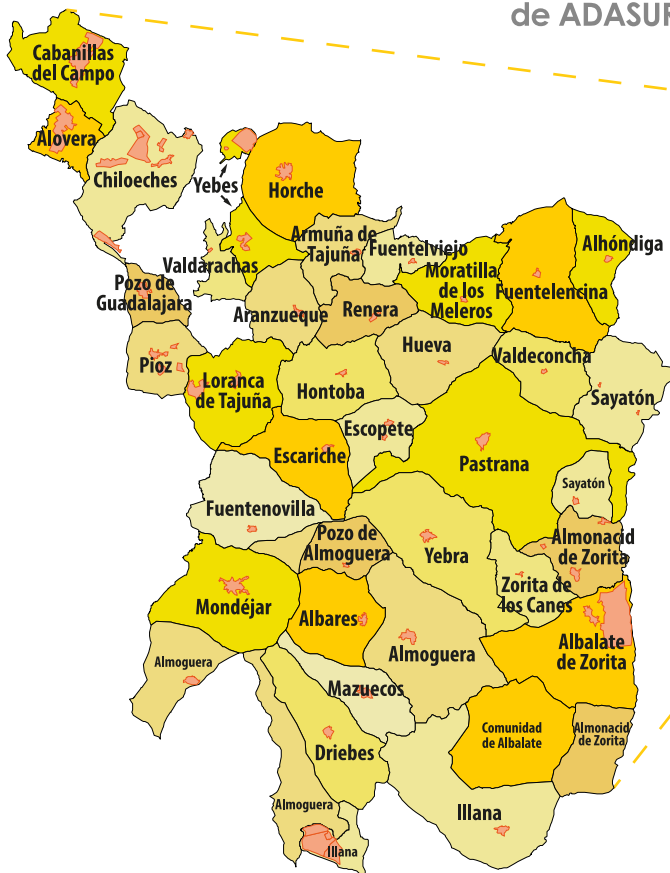 de ADASUR
Cabanillas
del Campo
Alovera
Chiloeches
Yebes
Horche
Armuña de
Tajuña
Fuentelviejo
Alhóndiga
Valdarachas
Moratilla
de los
Meleros
Fuentelencina
Pozo de
Guadalajara
Aranzueque
Renera
Hueva
Valdeconcha
Pioz
Loranca
de Tajuña
Hontoba
Sayatón
Escopete
Escariche
Pastrana
Sayatón
Fuentenovilla
Pozo de
Almoguera
Yebra
Almonacid
de Zorita
Zorita de
los Canes
Mondéjar
Albares
Almoguera
Albalate
de Zorita
Almoguera
Mazuecos
Comunidad
de Albalate
Almonacid
de Zorita
Driebes
Almoguera
Illana
Illana